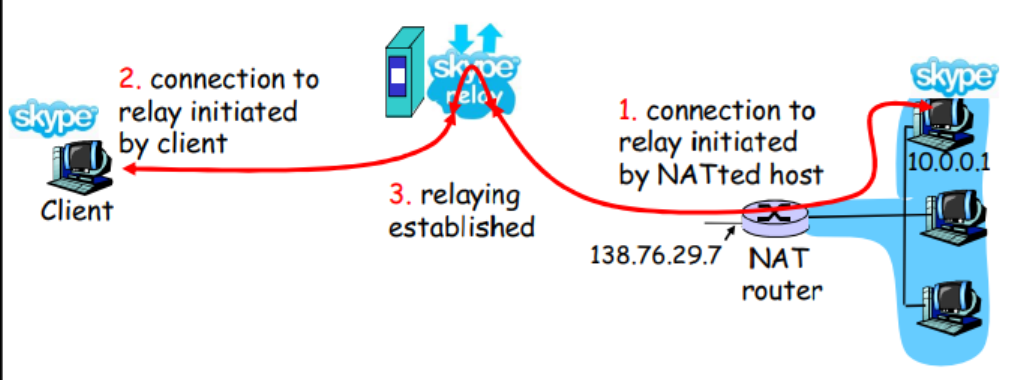 skype
2. connection to
relay initiated
by client
Client
skype
relay
3. relaying
established
1. connection to
relay initiated
by NATted host
138.76.29.7
NAT
router
skype
10.0.0.1